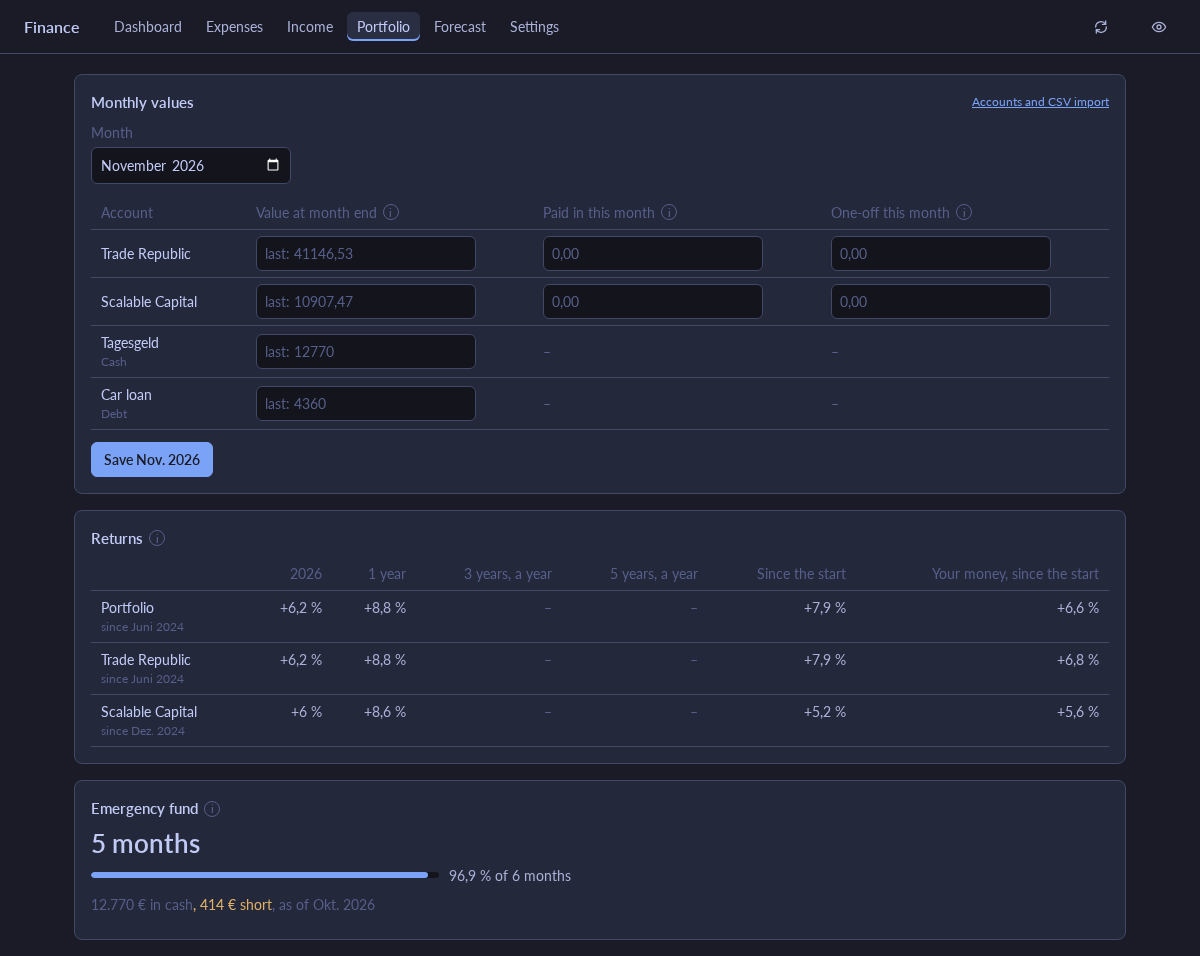 Finance Dashboard Expenses Income Portfolio Forecast Settings
Monthly values Accounts and CSV import
Month
November 2026
Account Value at month end Paid in this month One-off this month
Trade Republic last: 41146,53 0,00 0,00
Scalable Capital last: 10907,47 0,00 0,00
Tagesgeld
Cash last: 12770 – –
Car loan
Debt last: 4360 – –
Save Nov. 2026
Returns
2026 1 year 3 years, a year 5 years, a year Since the start Your money, since the start
Portfolio +6,2 % +8,8 % – – +7,9 % +6,6 %
since Juni 2024
Trade Republic +6,2 % +8,8 % – – +7,9 % +6,8 %
since Juni 2024
Scalable Capital +6 % +8,6 % – – +5,2 % +5,6 %
since Dez. 2024
Emergency fund
5 months
96,9 % of 6 months
12.770 € in cash, 414 € short, as of Okt. 2026